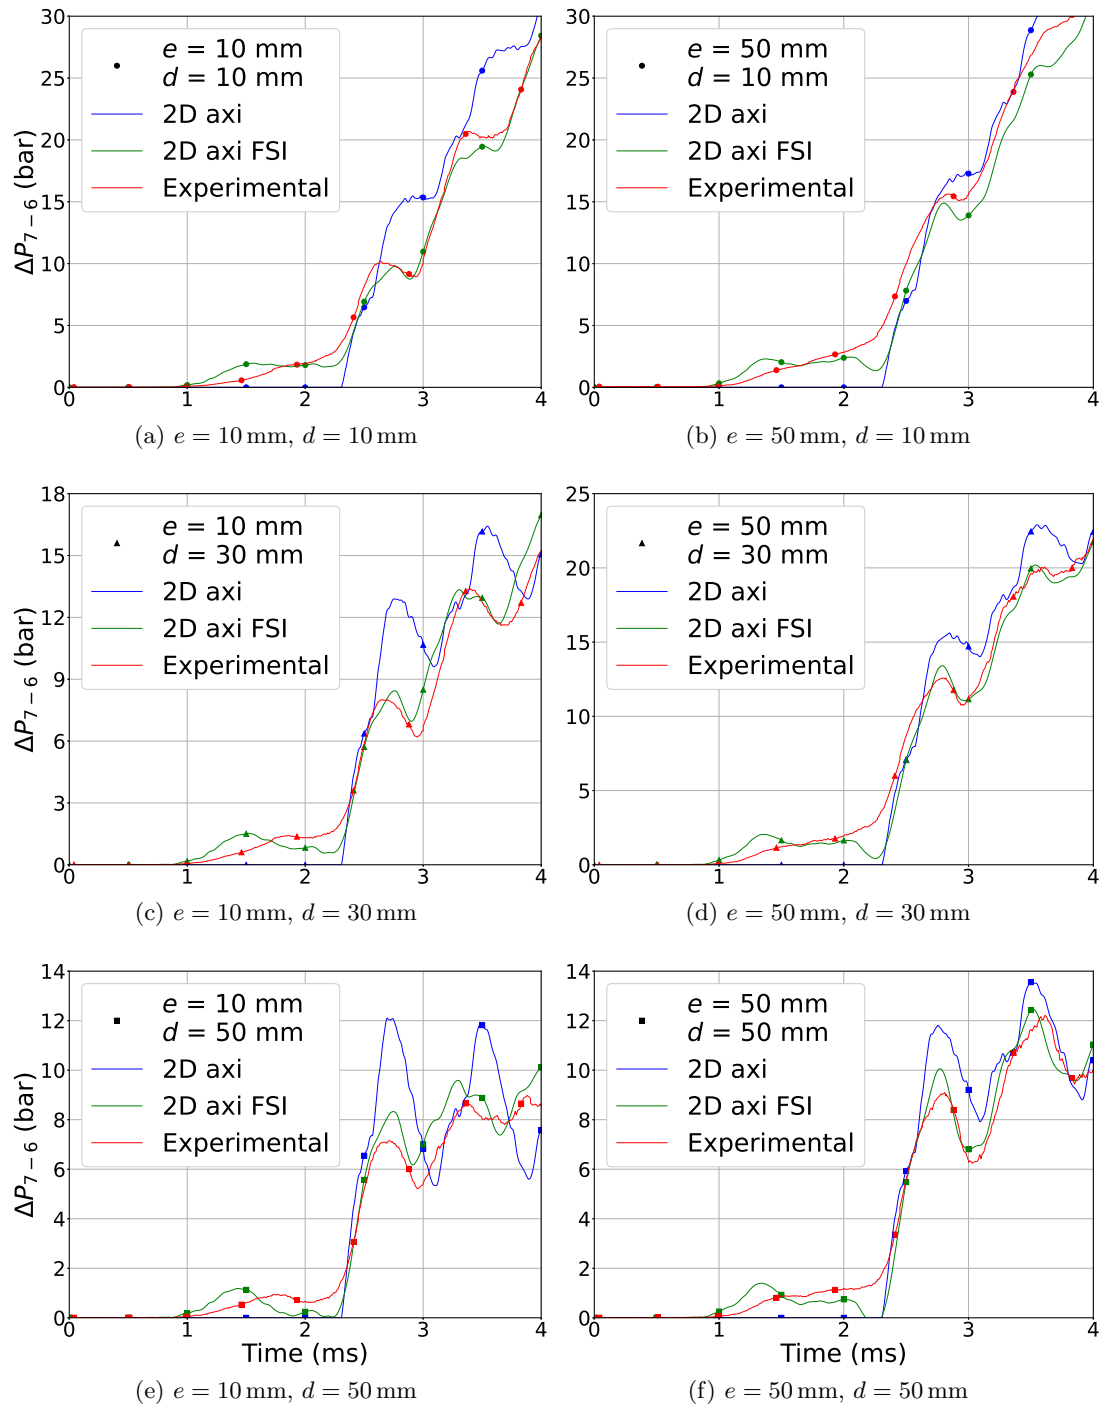 e = 10 mm
d = 10 mm
2D axi
2D axi FSI
Experimental
ΔP7−6 (bar)
30
25
20
15
10
5
0
0 1 2 3 4
(a) e = 10 mm, d = 10 mm
e = 50 mm
d = 10 mm
2D axi
2D axi FSI
Experimental
30
25
20
15
10
5
0
0 1 2 3 4
(b) e = 50 mm, d = 10 mm
e = 10 mm
d = 30 mm
2D axi
2D axi FSI
Experimental
ΔP7−6 (bar)
18
15
12
9
6
3
0
0 1 2 3 4
(c) e = 10 mm, d = 30 mm
e = 50 mm
d = 30 mm
2D axi
2D axi FSI
Experimental
25
20
15
10
5
0
0 1 2 3 4
(d) e = 50 mm, d = 30 mm
e = 10 mm
d = 50 mm
2D axi
2D axi FSI
Experimental
ΔP7−6 (bar)
14
12
10
8
6
4
2
0
0 1 2 3 4
Time (ms)
(e) e = 10 mm, d = 50 mm
e = 50 mm
d = 50 mm
2D axi
2D axi FSI
Experimental
14
12
10
8
6
4
2
0
0 1 2 3 4
Time (ms)
(f) e = 50 mm, d = 50 mm